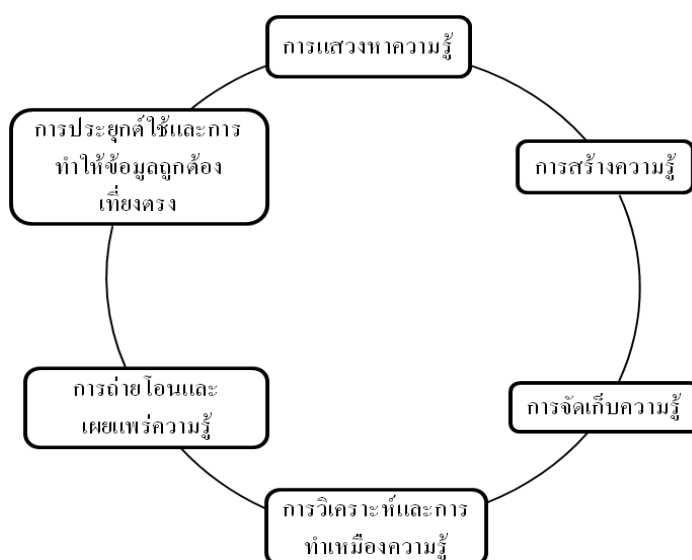 การแสวงหาความรู้
การสร้างความรู้
การจัดเก็บความรู้
การวิเคราะห์และการ
ทำเหมืองความรู้
การถ่ายโอนและ
เผยแพร่ความรู้
การประยุกต์ใช้และการ
ทำให้ข้อมูลถูกต้อง
เที่ยงตรง